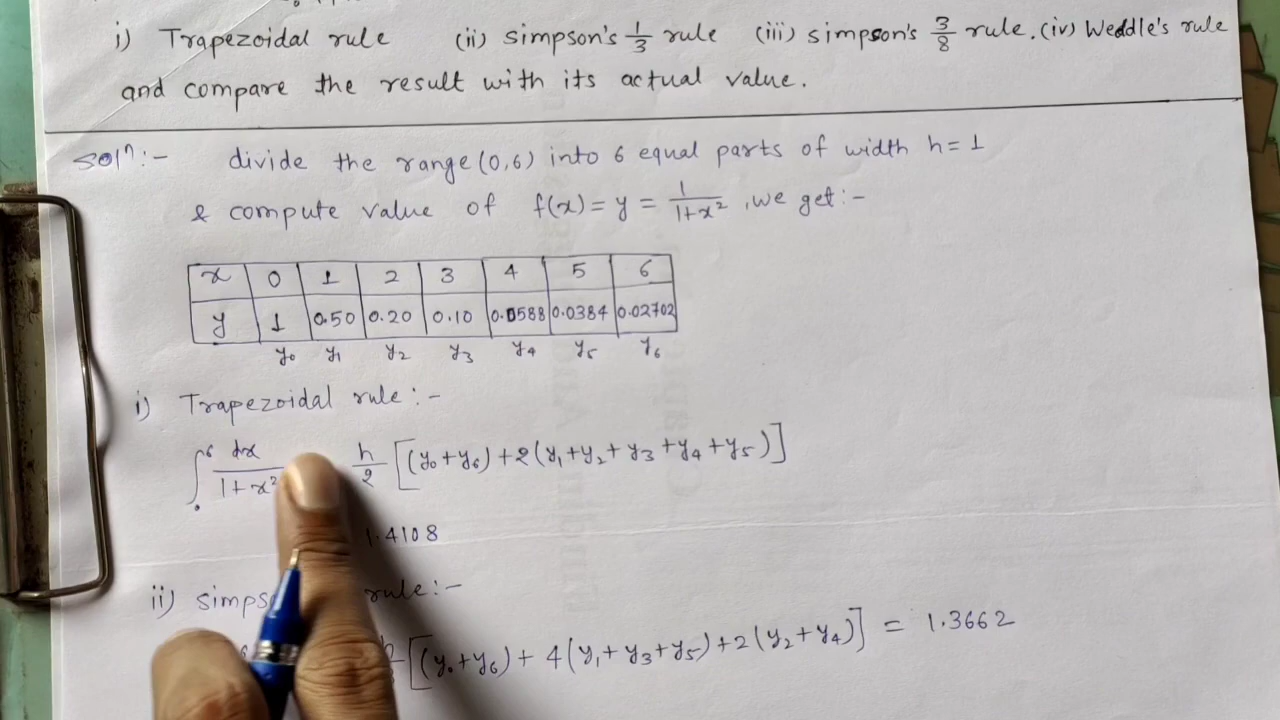 i) Trapezoidal rule (ii) simpson's 1/3 rule (iii) simpson's 3/8 rule. (iv) Weddle's rule
and compare the result with its actual value.
Solⁿ:- divide the range (0,6) into 6 equal parts of width h = 1
& compute value of f(x) = y = 1/(1+x²), we get:-
x 0 1 2 3 4 5 6
y 1 0.50 0.20 0.10 0.0588 0.0384 0.02702
y₀ y₁ y₂ y₃ y₄ y₅ y₆
i) Trapezoidal rule:-
∫₀⁶ dx/(1+x²) h/2 [(y₀+y₆)+2(y₁+y₂+y₃+y₄+y₅)]
1.4108
ii) rule:-
[(y₀+y₆)+4(y₁+y₃+y₅)+2(y₂+y₄)] = 1.3662